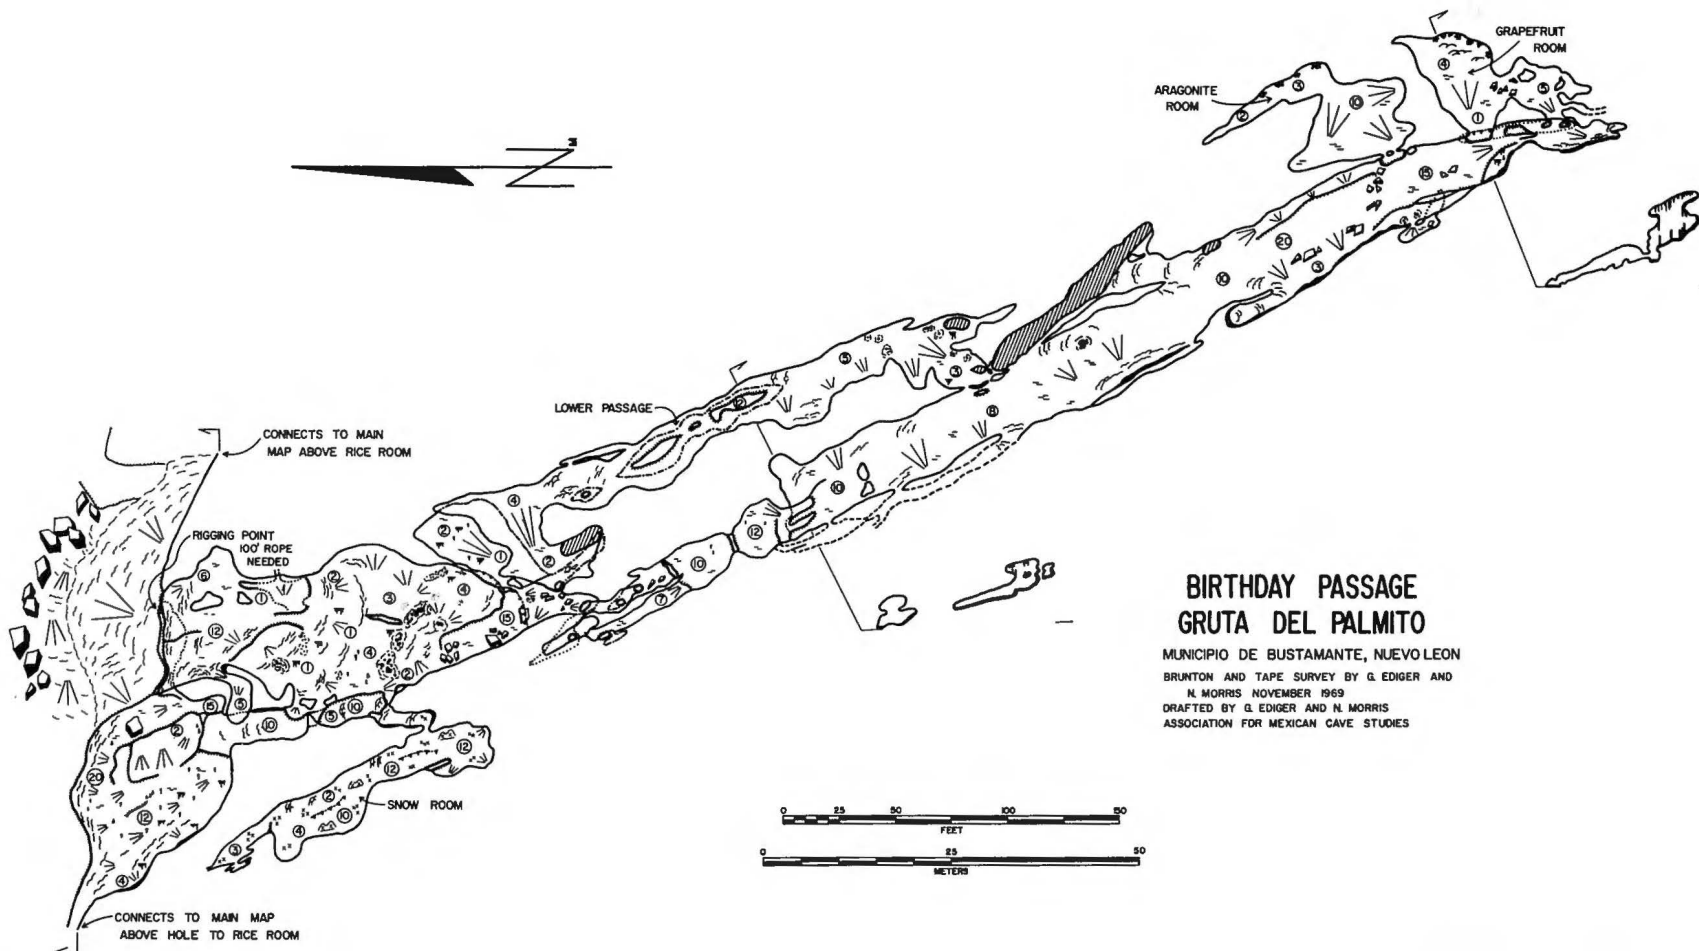 GRAPEFRUIT
ROOM
ARAGONITE
ROOM
N
LOWER PASSAGE
CONNECTS TO MAIN
MAP ABOVE RICE ROOM
RIGGING POINT
100' ROPE
NEEDED
SNOW ROOM
CONNECTS TO MAIN MAP
ABOVE HOLE TO RICE ROOM
BIRTHDAY PASSAGE
GRUTA DEL PALMITO
MUNICIPIO DE BUSTAMANTE, NUEVO LEON
BRUNTON AND TAPE SURVEY BY G. EDIGER AND
N. MORRIS NOVEMBER 1969
DRAFTED BY G. EDIGER AND N. MORRIS
ASSOCIATION FOR MEXICAN CAVE STUDIES
0 25 50 100 150
FEET
0 25 50
METERS